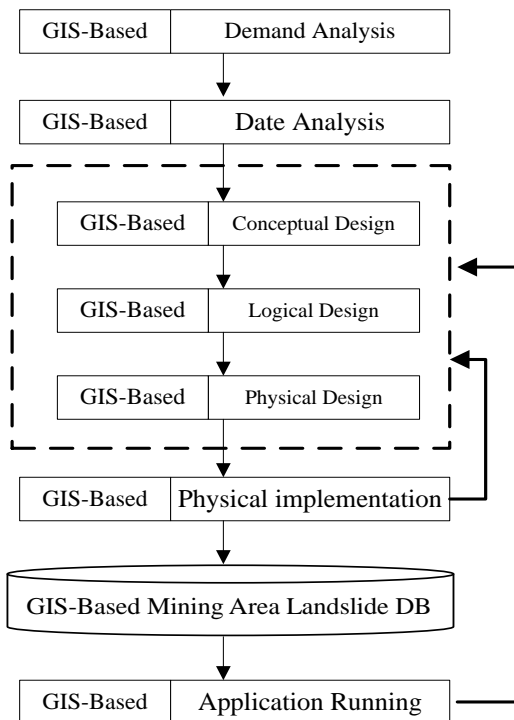 GIS-Based Demand Analysis
GIS-Based Date Analysis
GIS-Based Conceptual Design
GIS-Based Logical Design
GIS-Based Physical Design
GIS-Based Physical implementation
GIS-Based Mining Area Landslide DB
GIS-Based Application Running